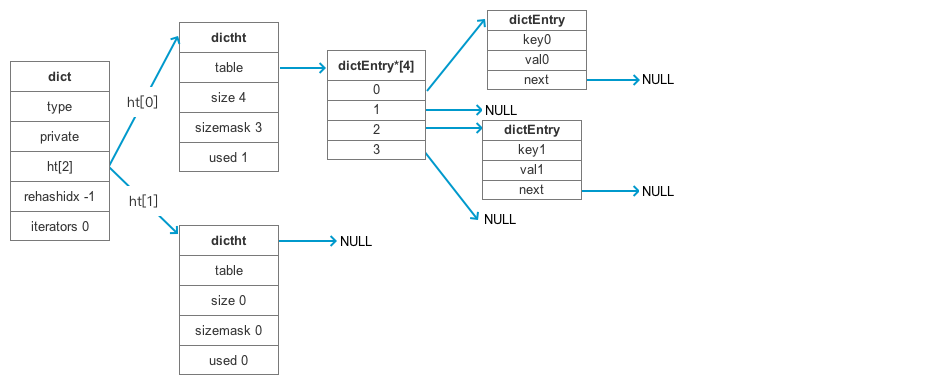 dict
type
private
ht[2]
rehashidx -1
iterators 0
ht[0]
ht[1]
dictht
table
size 4
sizemask 3
used 1
dictht
table
size 0
sizemask 0
used 0
NULL
dictEntry*[4]
0
1
2
3
dictEntry
key0
val0
next
NULL
NULL
dictEntry
key1
val1
next
NULL
NULL